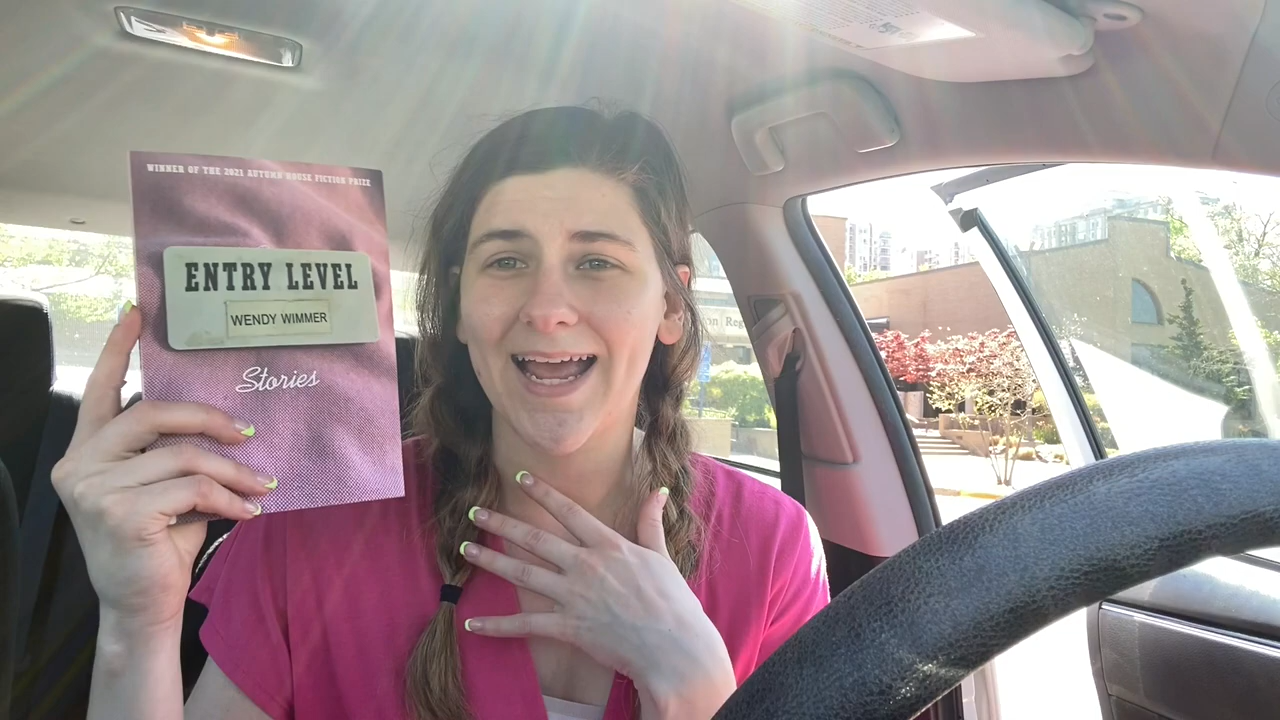 WINNER OF THE 2021 AUTUMN HOUSE FICTION PRIZE
ENTRY LEVEL
WENDY WIMMER
Stories